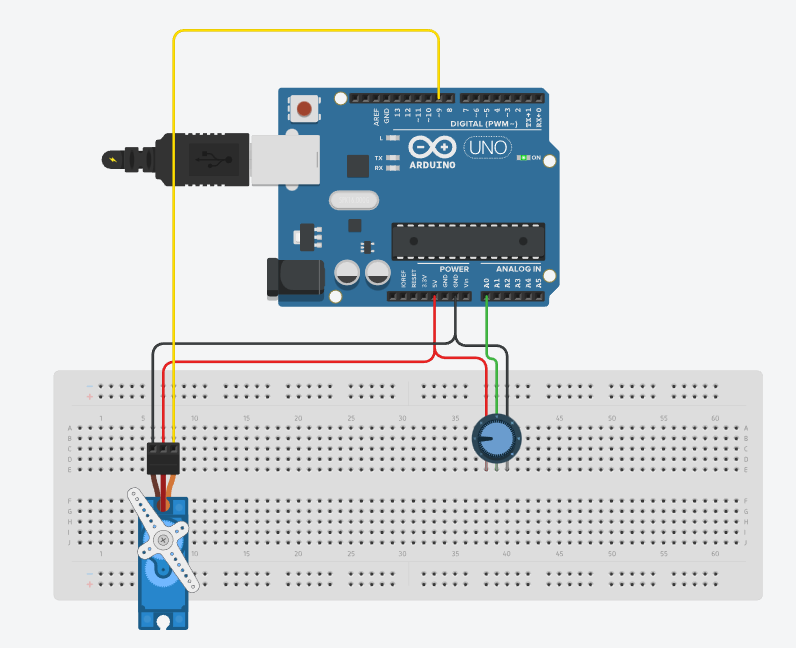 AREF
GND
13
12
~11
~10
~9
8
7
~6
~5
4
~3
2
TX→1
RX←0
DIGITAL (PWM~)
L
TX
RX
ARDUINO
UNO
ON
POWER
ANALOG IN
IOREF
RESET
3.3V
5V
GND
GND
Vin
A0
A1
A2
A3
A4
A5
1 5 10 15 20 25 30 35 40 45 50 55 60
A A
B B
C C
D D
E E
F F
G G
H H
I I
J J
1 10 15 20 25 30 35 40 45 50 55 60